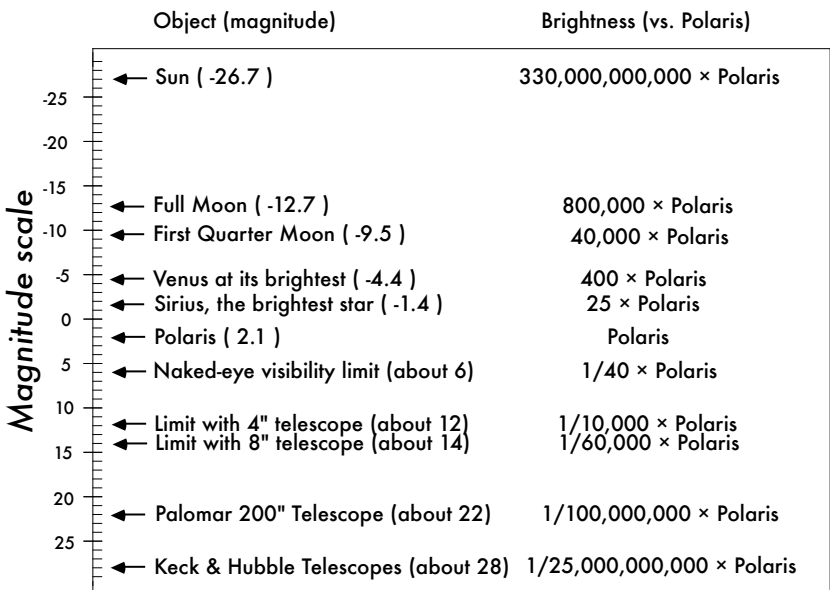 Object (magnitude) Brightness (vs. Polaris)
Sun ( -26.7 ) 330,000,000,000 × Polaris
-25
-20
-15
Full Moon ( -12.7 ) 800,000 × Polaris
-10 First Quarter Moon ( -9.5 ) 40,000 × Polaris
-5 Venus at its brightest ( -4.4 ) 400 × Polaris
Sirius, the brightest star ( -1.4 ) 25 × Polaris
0
Polaris ( 2.1 ) Polaris
5 Naked-eye visibility limit (about 6) 1/40 × Polaris
10
Limit with 4" telescope (about 12) 1/10,000 × Polaris
Limit with 8" telescope (about 14) 1/60,000 × Polaris
15
20
Palomar 200" Telescope (about 22) 1/100,000,000 × Polaris
25
Keck & Hubble Telescopes (about 28) 1/25,000,000,000 × Polaris
Magnitude scale